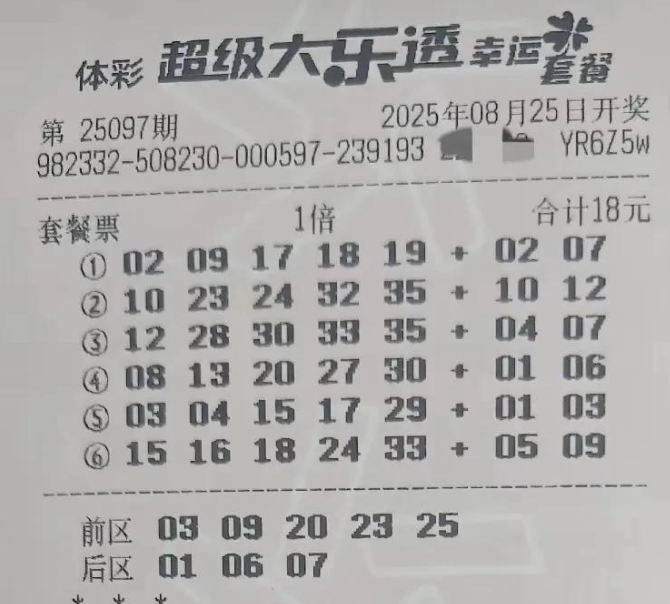 体彩 超级大乐透 幸运套餐
第 25097期 2025年08月25日开奖
982332-508230-000597-239193 YR6Z5W
套餐票 1倍 合计18元
① 02 09 17 18 19 + 02 07
② 10 23 24 32 35 + 10 12
③ 12 28 30 33 35 + 04 07
④ 08 13 20 27 30 + 01 06
⑤ 03 04 15 17 29 + 01 03
⑥ 15 16 18 24 33 + 05 09
前区 03 09 20 23 25
后区 01 06 07
* * *